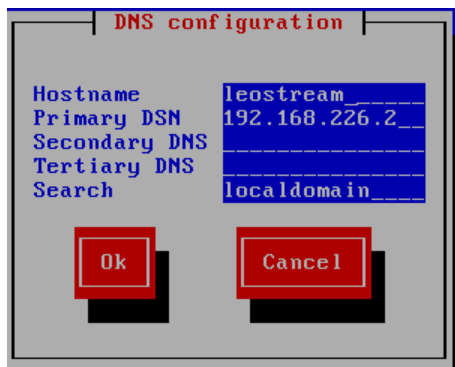 DNS configuration
Hostname leostream_____
Primary DSN 192.168.226.2__
Secondary DNS _______________
Tertiary DNS _______________
Search localdomain____
Ok Cancel